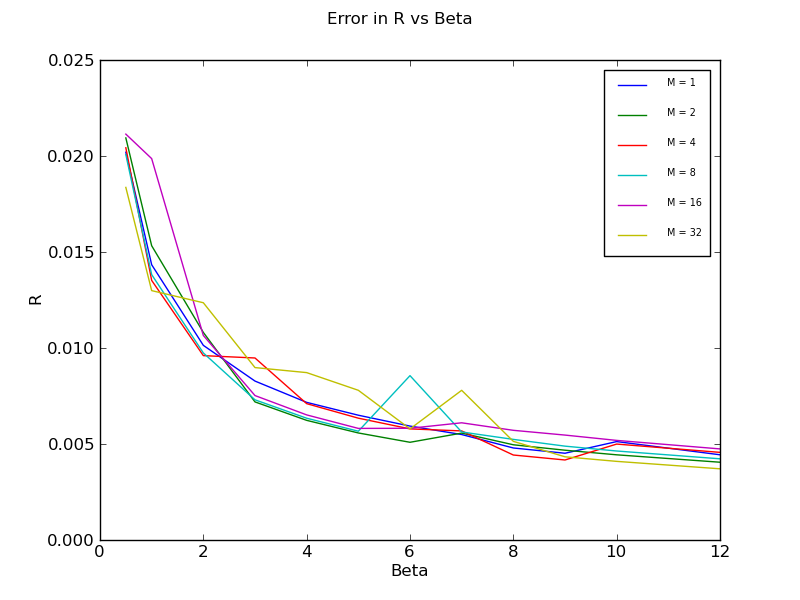 Error in R vs Beta
0.025
0.020
0.015
0.010
0.005
0.000
R
0
2
4
6
8
10
12
Beta
M = 1
M = 2
M = 4
M = 8
M = 16
M = 32